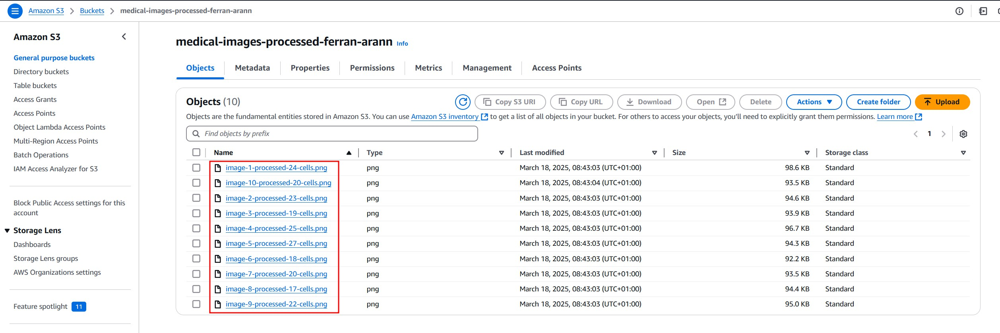 Amazon S3 > Buckets > medical-images-processed-ferran-arann
Amazon S3
General purpose buckets
Directory buckets
Table buckets
Access Grants
Access Points
Object Lambda Access Points
Multi-Region Access Points
Batch Operations
IAM Access Analyzer for S3
Block Public Access settings for this
account
Storage Lens
Dashboards
Storage Lens groups
AWS Organizations settings
Feature spotlight 11
medical-images-processed-ferran-arann Info
Objects Metadata Properties Permissions Metrics Management Access Points
Objects (10) Copy S3 URI Copy URL Download Open Delete Actions Create folder Upload
Objects are the fundamental entities stored in Amazon S3. You can use Amazon S3 inventory to get a list of all objects in your bucket. For others to access your objects, you’ll need to explicitly grant them permissions. Learn more
Find objects by prefix 1
Name Type Last modified Size Storage class
image-1-processed-24-cells.png png March 18, 2025, 08:43:03 (UTC+01:00) 98.6 KB Standard
image-10-processed-20-cells.png png March 18, 2025, 08:43:04 (UTC+01:00) 93.5 KB Standard
image-2-processed-23-cells.png png March 18, 2025, 08:43:03 (UTC+01:00) 94.6 KB Standard
image-3-processed-19-cells.png png March 18, 2025, 08:43:03 (UTC+01:00) 93.9 KB Standard
image-4-processed-25-cells.png png March 18, 2025, 08:43:03 (UTC+01:00) 96.7 KB Standard
image-5-processed-27-cells.png png March 18, 2025, 08:43:03 (UTC+01:00) 94.3 KB Standard
image-6-processed-18-cells.png png March 18, 2025, 08:43:03 (UTC+01:00) 92.2 KB Standard
image-7-processed-20-cells.png png March 18, 2025, 08:43:03 (UTC+01:00) 93.5 KB Standard
image-8-processed-17-cells.png png March 18, 2025, 08:43:03 (UTC+01:00) 94.4 KB Standard
image-9-processed-22-cells.png png March 18, 2025, 08:43:03 (UTC+01:00) 95.0 KB Standard